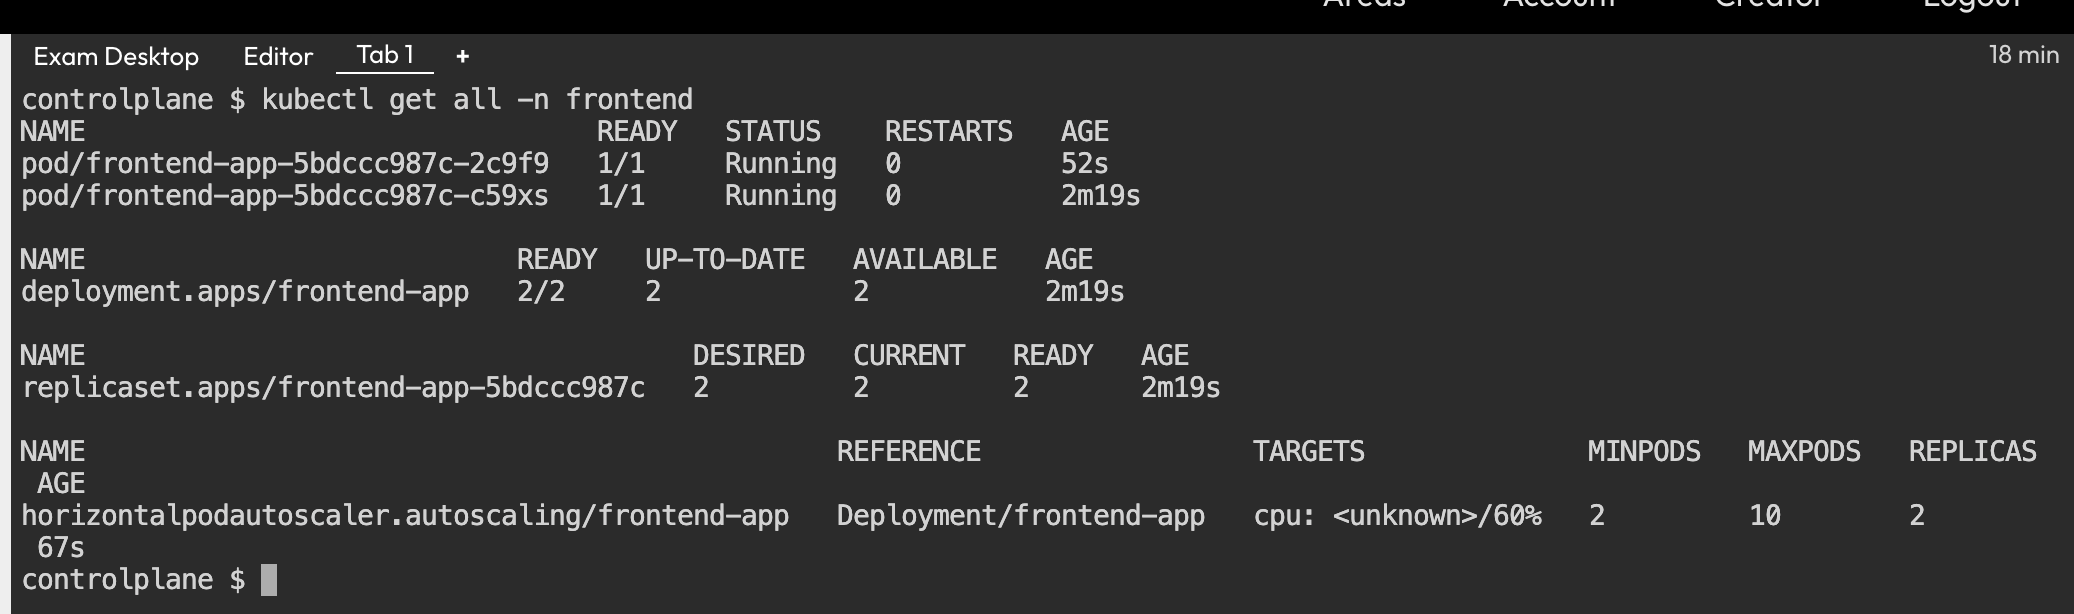 Areas Account Creator Logout
Exam Desktop Editor Tab 1 + 18 min
controlplane $ kubectl get all -n frontend
NAME READY STATUS RESTARTS AGE
pod/frontend-app-5bdccc987c-2c9f9 1/1 Running 0 52s
pod/frontend-app-5bdccc987c-c59xs 1/1 Running 0 2m19s
NAME READY UP-TO-DATE AVAILABLE AGE
deployment.apps/frontend-app 2/2 2 2 2m19s
NAME DESIRED CURRENT READY AGE
replicaset.apps/frontend-app-5bdccc987c 2 2 2 2m19s
NAME REFERENCE TARGETS MINPODS MAXPODS REPLICAS
AGE
horizontalpodautoscaler.autoscaling/frontend-app Deployment/frontend-app cpu: <unknown>/60% 2 10 2
67s
controlplane $